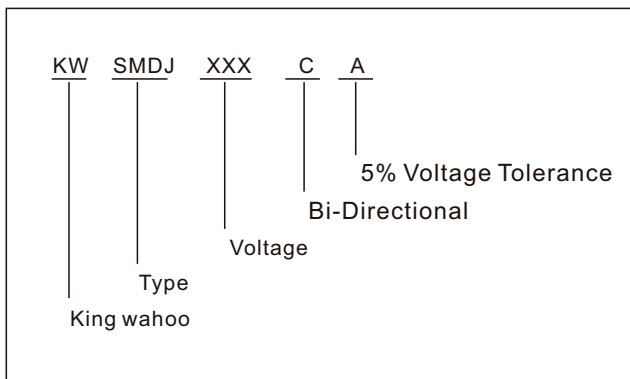 KW SMDJ XXX C A
5% Voltage Tolerance
Bi-Directional
Voltage
Type
King wahoo